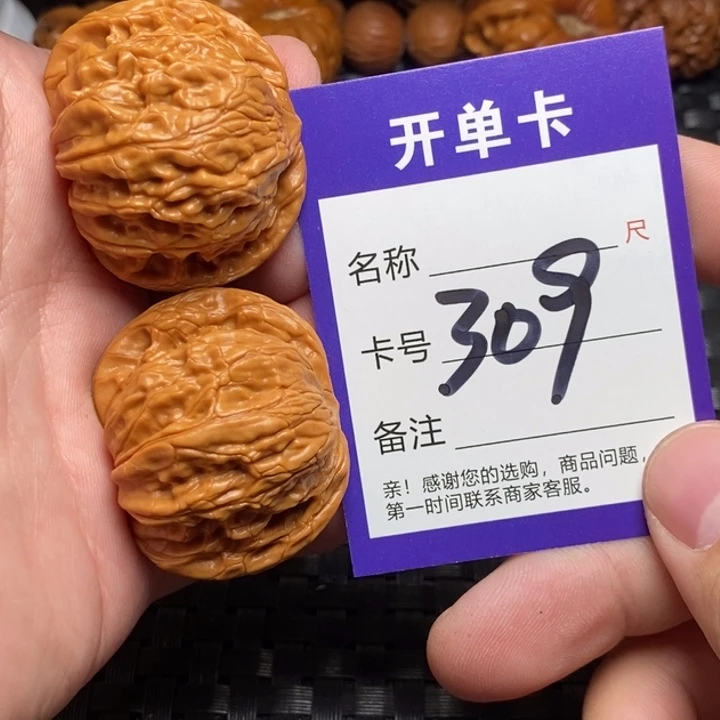 开单卡
名称 尺
卡号 309
备注
亲！感谢您的选购，商品问题，
第一时间联系商家客服。